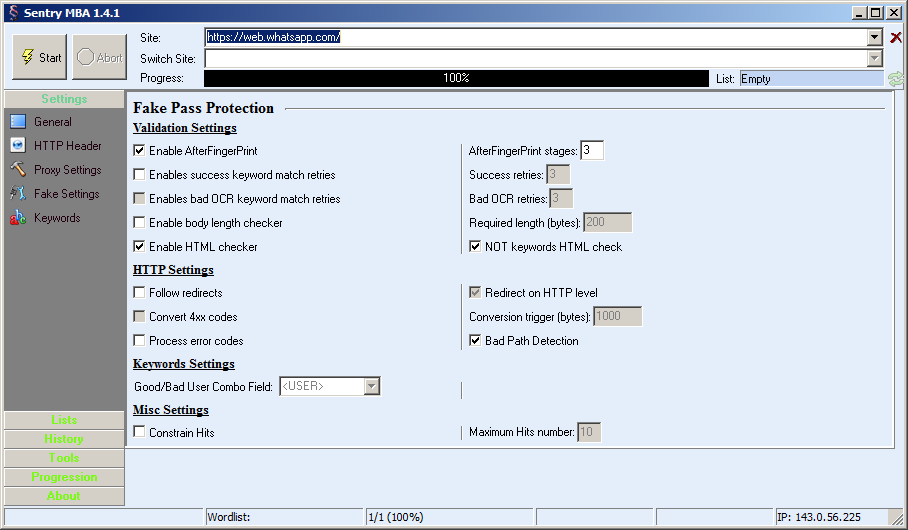 Sentry MBA 1.4.1
Start
Abort
Site: https://web.whatsapp.com/
Switch Site:
Progress: 100% List: Empty
Settings
General
HTTP Header
Proxy Settings
Fake Settings
Keywords
Lists
History
Tools
Progression
About
Fake Pass Protection
Validation Settings
Enable AfterFingerPrint AfterFingerPrint stages: 3
Enables success keyword match retries Success retries: 3
Enables bad OCR keyword match retries Bad OCR retries: 3
Enable body length checker Required length (bytes): 200
Enable HTML checker NOT keywords HTML check
HTTP Settings
Follow redirects Redirect on HTTP level
Convert 4xx codes Conversion trigger (bytes): 1000
Process error codes Bad Path Detection
Keywords Settings
Good/Bad User Combo Field: <USER>
Misc Settings
Constrain Hits Maximum Hits number: 10
Wordlist: 1/1 (100%) IP: 143.0.56.225